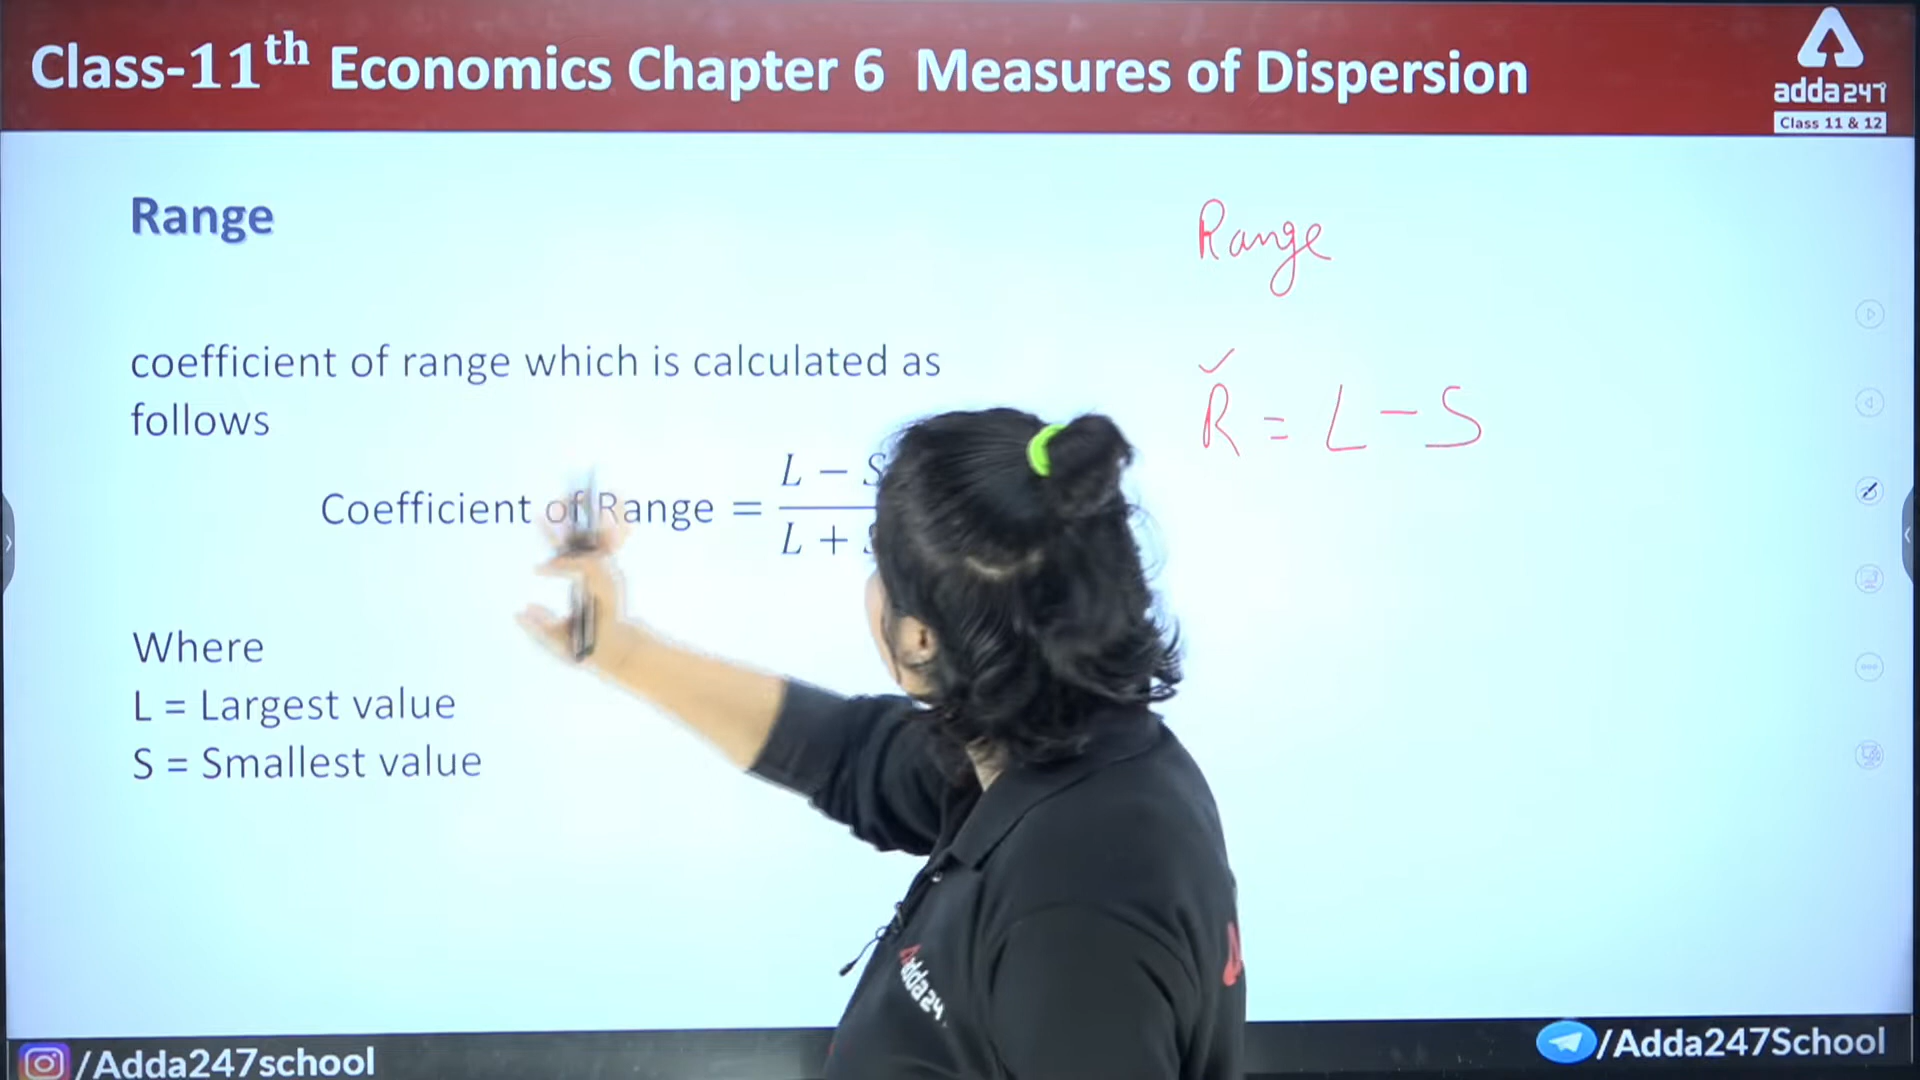 Class-11th Economics Chapter 6 Measures of Dispersion
adda247
Class 11 & 12
Range
coefficient of range which is calculated as
follows
Coefficient of Range = L − S
L +
Where
L = Largest value
S = Smallest value
Range
R = L − S
adda24
/Adda247school
/Adda247School